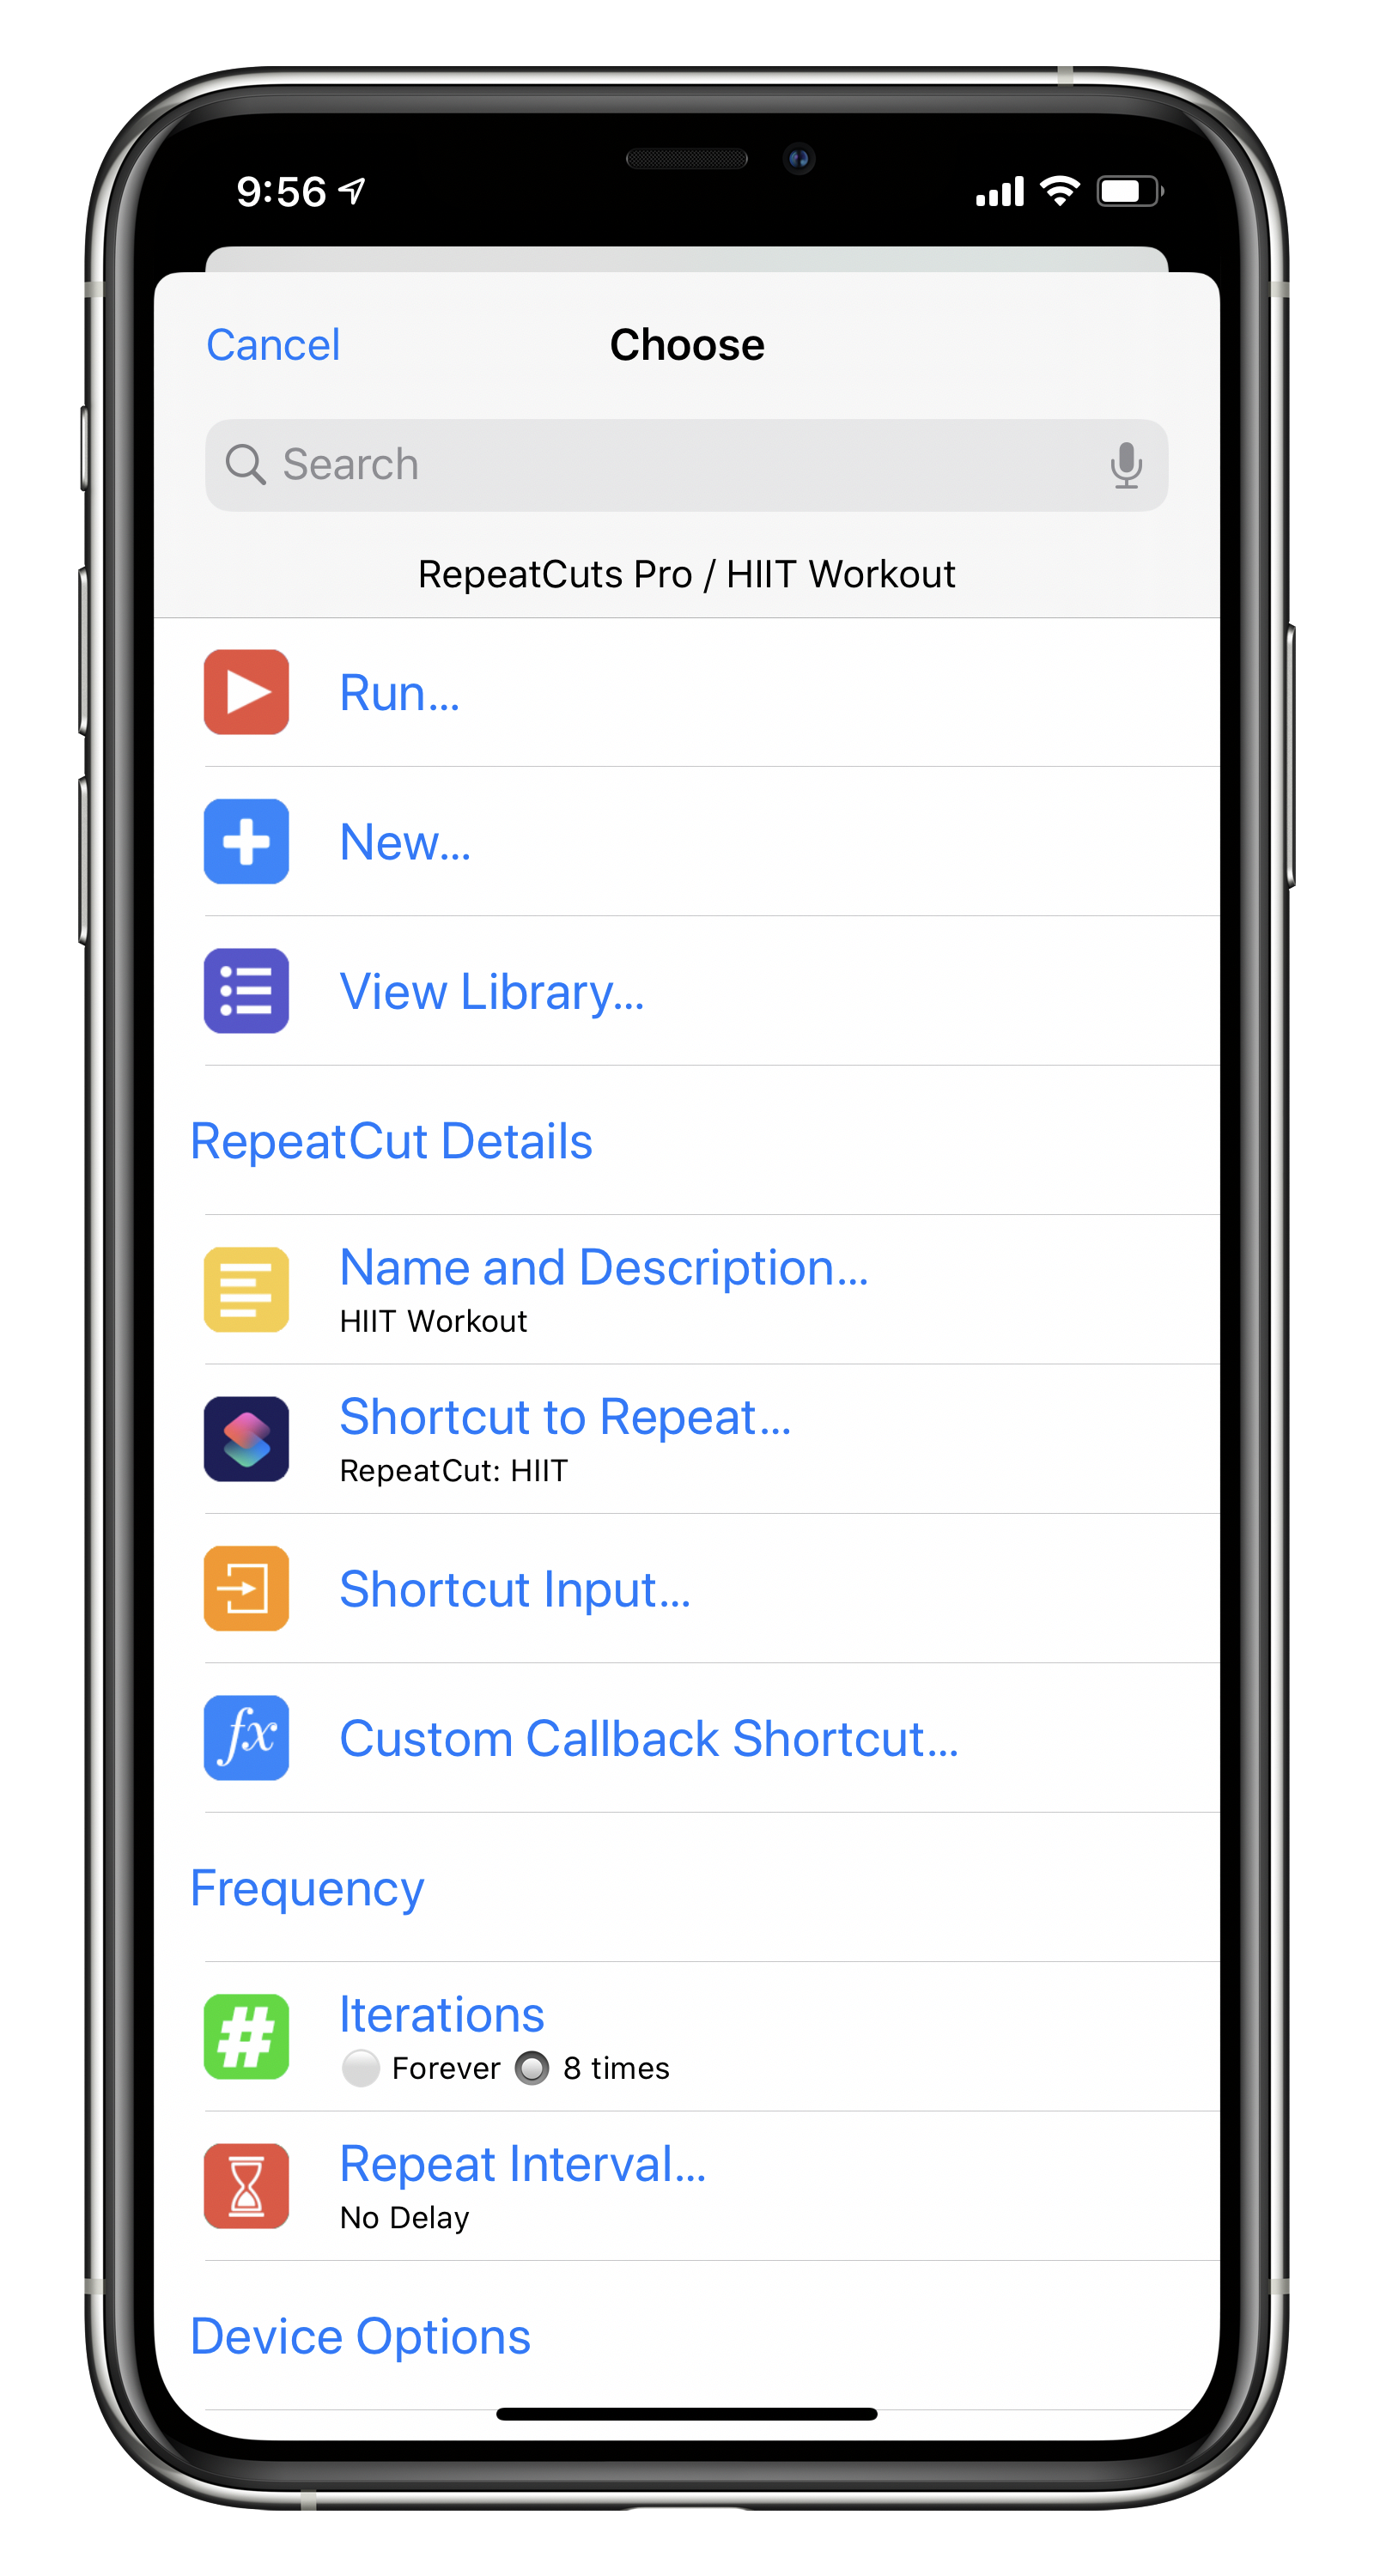 9:56
Cancel
Choose
Search
RepeatCuts Pro / HIIT Workout
Run...
New...
View Library...
RepeatCut Details
Name and Description...
HIIT Workout
Shortcut to Repeat...
RepeatCut: HIIT
Shortcut Input...
fx
Custom Callback Shortcut...
Frequency
#
Iterations
Forever 8 times
Repeat Interval...
No Delay
Device Options